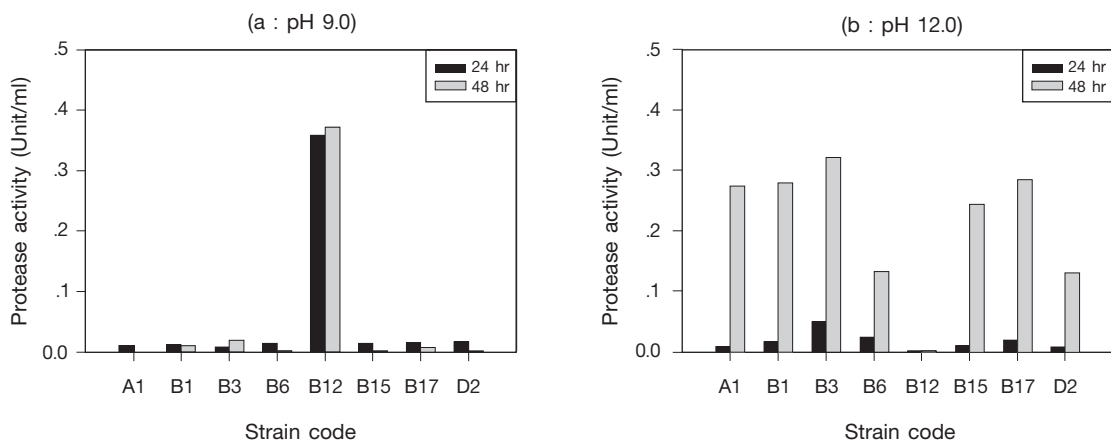 (a : pH 9.0)
Protease activity (Unit/ml)
.5
.4
.3
.2
.1
0.0
24 hr
48 hr
A1 B1 B3 B6 B12 B15 B17 D2
Strain code
(b : pH 12.0)
Protease activity (Unit/ml)
.5
.4
.3
.2
.1
0.0
24 hr
48 hr
A1 B1 B3 B6 B12 B15 B17 D2
Strain code